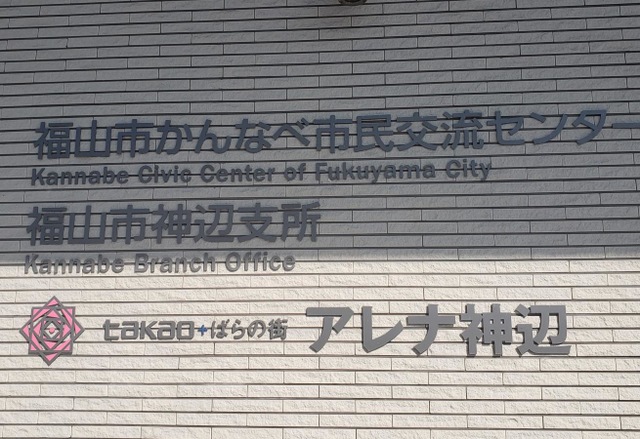 福山市かんなべ市民交流センター
Kannabe Civic Center of Fukuyama City
福山市神辺支所
Kannabe Branch Office
takao+ばらの街 アレナ神辺